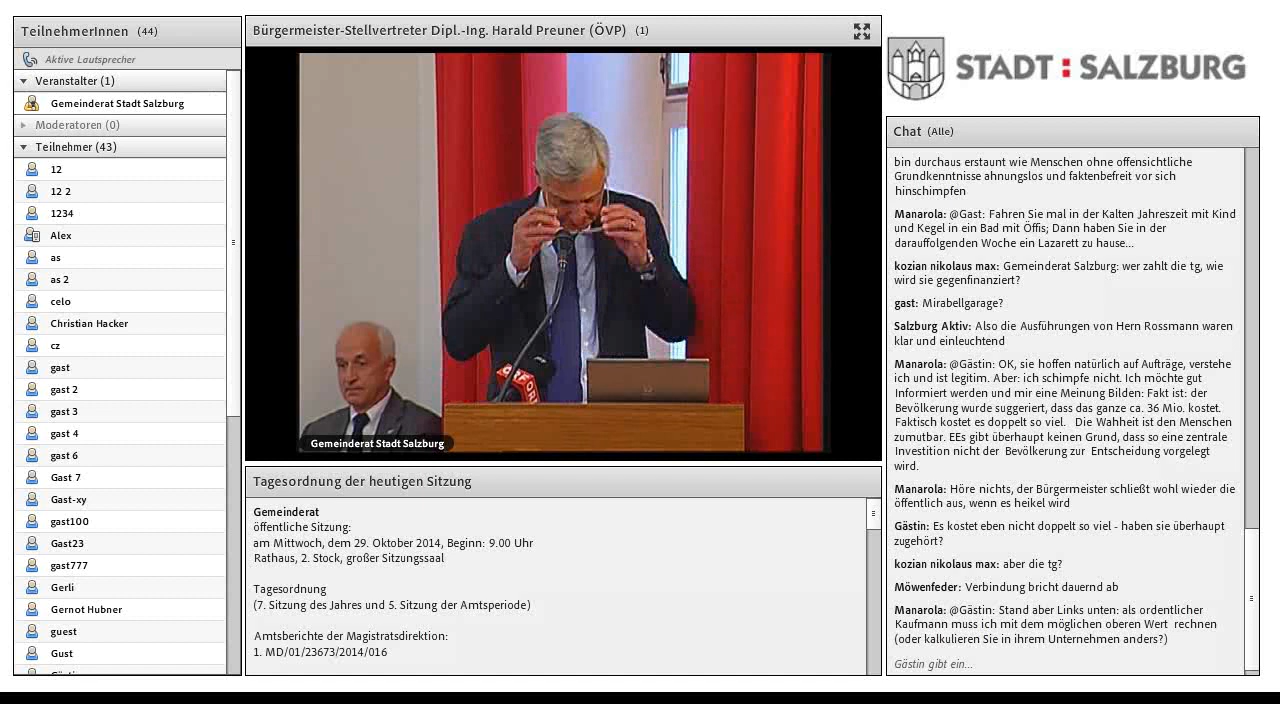 TeilnehmerInnen (44)
Aktive Lautsprecher
Veranstalter (1)
Gemeinderat Stadt Salzburg
Moderatoren (0)
Teilnehmer (43)
12
12 2
1234
Alex
as
as 2
celo
Christian Hacker
cz
gast
gast 2
gast 3
gast 4
gast 6
Gast 7
Gast-xy
gast100
Gast23
gast777
Gerli
Gernot Hubner
guest
Gust
Bürgermeister-Stellvertreter Dipl.-Ing. Harald Preuner (ÖVP) (1)
ORF
Gemeinderat Stadt Salzburg
Tagesordnung der heutigen Sitzung
Gemeinderat
öffentliche Sitzung:
am Mittwoch, dem 29. Oktober 2014, Beginn: 9.00 Uhr
Rathaus, 2. Stock, großer Sitzungssaal
Tagesordnung
(7. Sitzung des Jahres und 5. Sitzung der Amtsperiode)
Amtsberichte der Magistratsdirektion:
1. MD/01/23673/2014/016
STADT : SALZBURG
Chat (Alle)
bin durchaus erstaunt wie Menschen ohne offensichtliche
Grundkenntnisse ahnungslos und faktenbefreit vor sich
hinschimpfen
Manarola: @Gast: Fahren Sie mal in der Kalten Jahreszeit mit Kind
und Kegel in ein Bad mit Öffis; Dann haben Sie in der
darauffolgenden Woche ein Lazarett zu hause...
kozian nikolaus max: Gemeinderat Salzburg: wer zahlt die tg, wie
wird sie gegenfinanziert?
gast: Mirabellgarage?
Salzburg Aktiv: Also die Ausführungen von Hern Rossmann waren
klar und einleuchtend
Manarola: @Gästin: OK, sie hoffen natürlich auf Aufträge, verstehe
ich und ist legitim. Aber: ich schimpfe nicht. Ich möchte gut
Informiert werden und mir eine Meinung Bilden: Fakt ist: der
Bevölkerung wurde suggeriert, dass das ganze ca. 36 Mio. kostet.
Faktisch kostet es doppelt so viel. Die Wahheit ist den Menschen
zumutbar. EEs gibt überhaupt keinen Grund, dass so eine zentrale
Investition nicht der Bevölkerung zur Entscheidung vorgelegt
wird.
Manarola: Höre nichts, der Bürgermeister schließt wohl wieder die
öffentlich aus, wenn es heikel wird
Gästin: Es kostet eben nicht doppelt so viel - haben sie überhaupt
zugehört?
kozian nikolaus max: aber die tg?
Möwenfeder: Verbindung bricht dauernd ab
Manarola: @Gästin: Stand aber Links unten: als ordentlicher
Kaufmann muss ich mit dem möglichen oberen Wert rechnen
(oder kalkulieren Sie in ihrem Unternehmen anders?)
Gästin gibt ein...